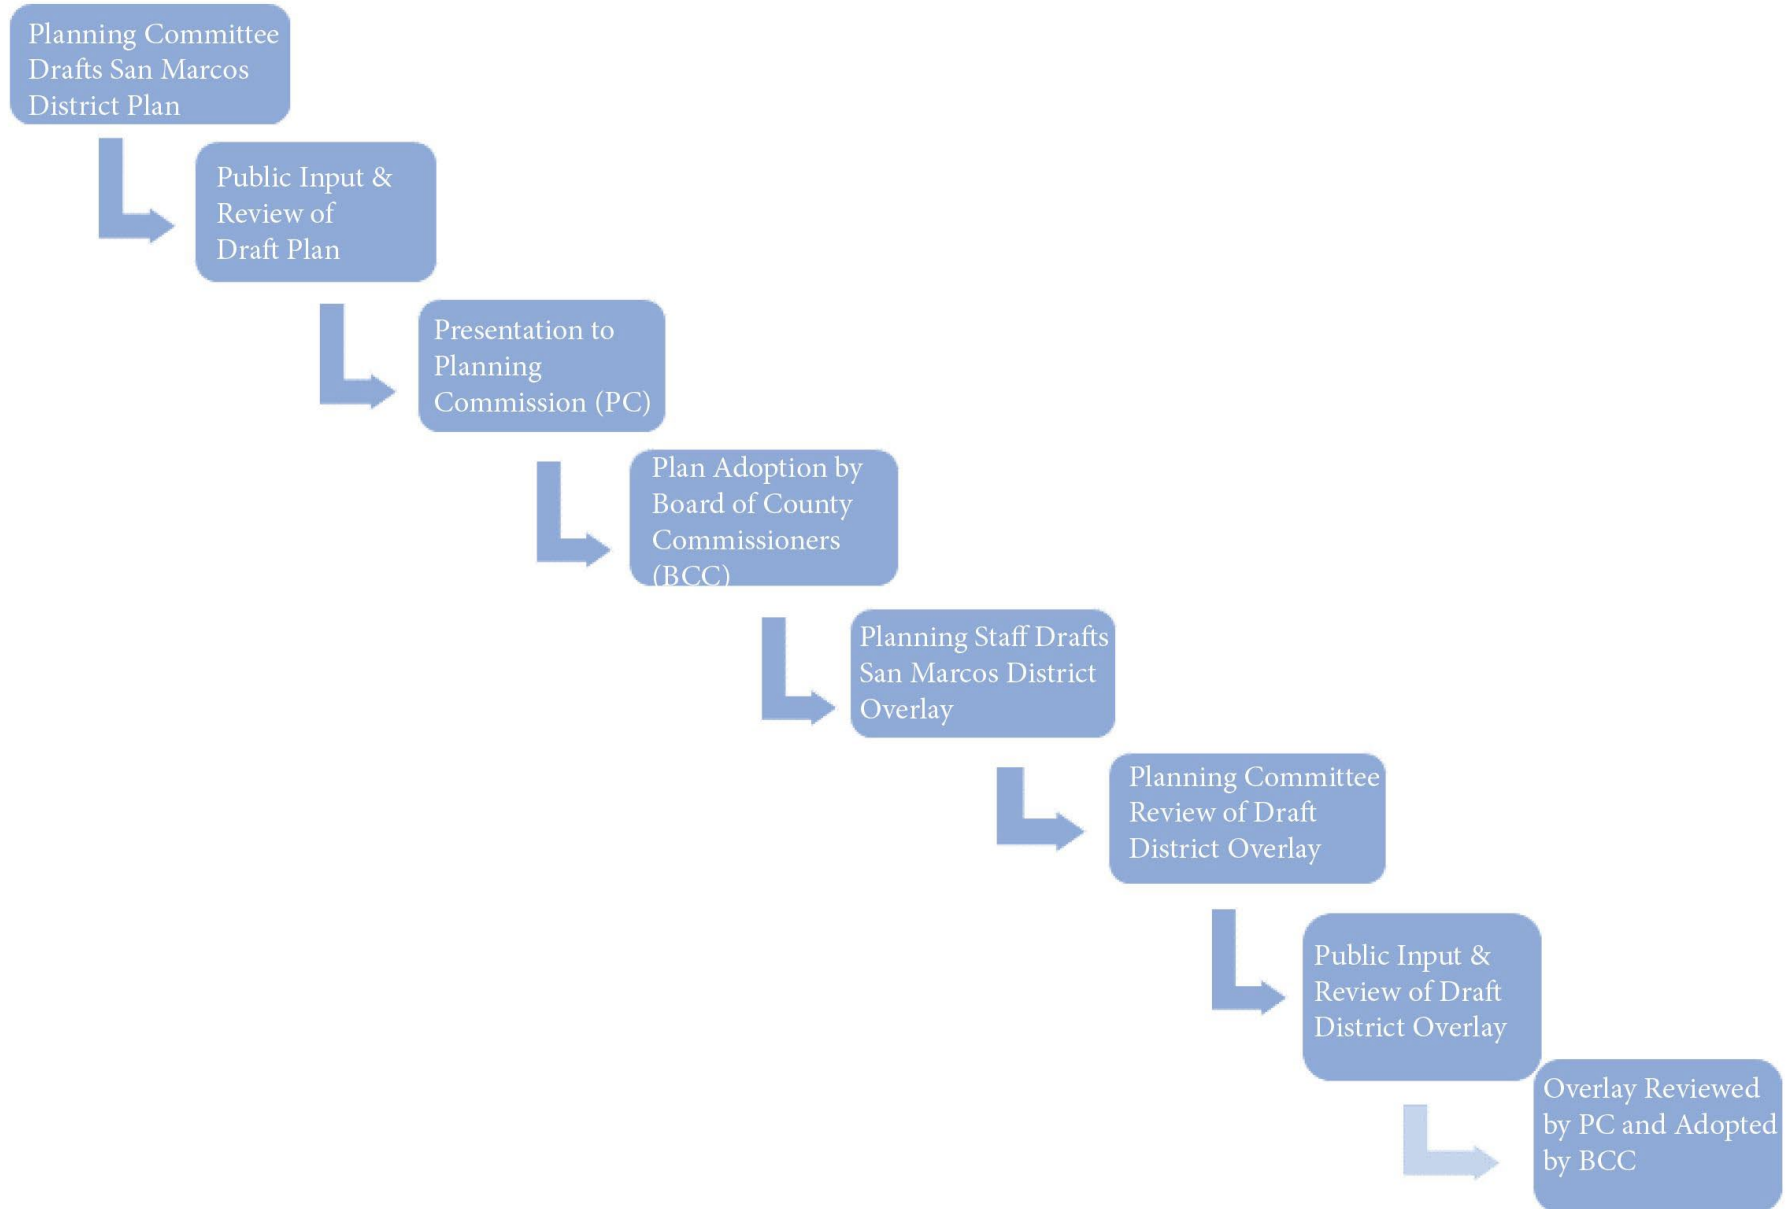 Planning Committee
Drafts San Marcos
District Plan
Public Input &
Review of
Draft Plan
Presentation to
Planning
Commission (PC)
Plan Adoption by
Board of County
Commissioners
(BCC)
Planning Staff Drafts
San Marcos District
Overlay
Planning Committee
Review of Draft
District Overlay
Public Input &
Review of Draft
District Overlay
Overlay Reviewed
by PC and Adopted
by BCC